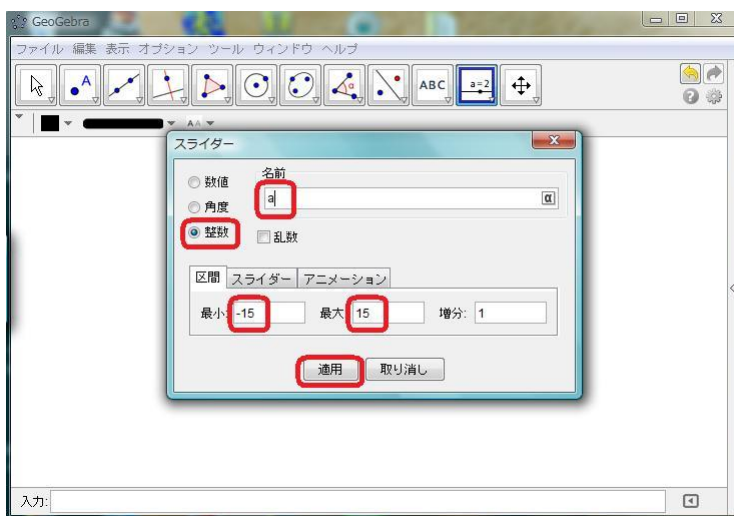 GeoGebra
ファイル 編集 表示 オプション ツール ウィンドウ ヘルプ
A
α
ABC
a=2
AA
スライダー
数値
名前
角度
a
α
整数
乱数
区間 スライダー アニメーション
最小: -15 最大 15 増分: 1
適用 取り消し
入力: